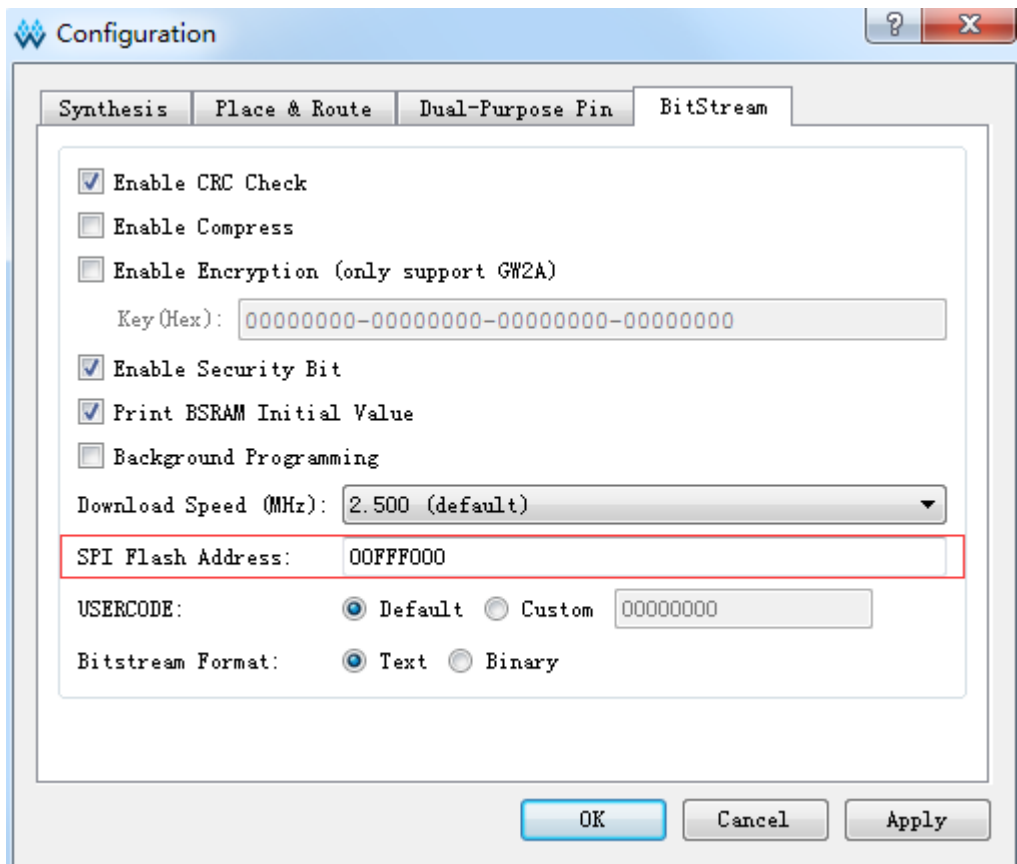 Configuration
Synthesis Place & Route Dual-Purpose Pin BitStream
Enable CRC Check
Enable Compress
Enable Encryption (only support GW2A)
Key(Hex): 00000000-00000000-00000000-00000000
Enable Security Bit
Print BSRAM Initial Value
Background Programming
Download Speed (MHz): 2.500 (default)
SPI Flash Address: 00FFF000
USERCODE: Default Custom 00000000
Bitstream Format: Text Binary
OK Cancel Apply